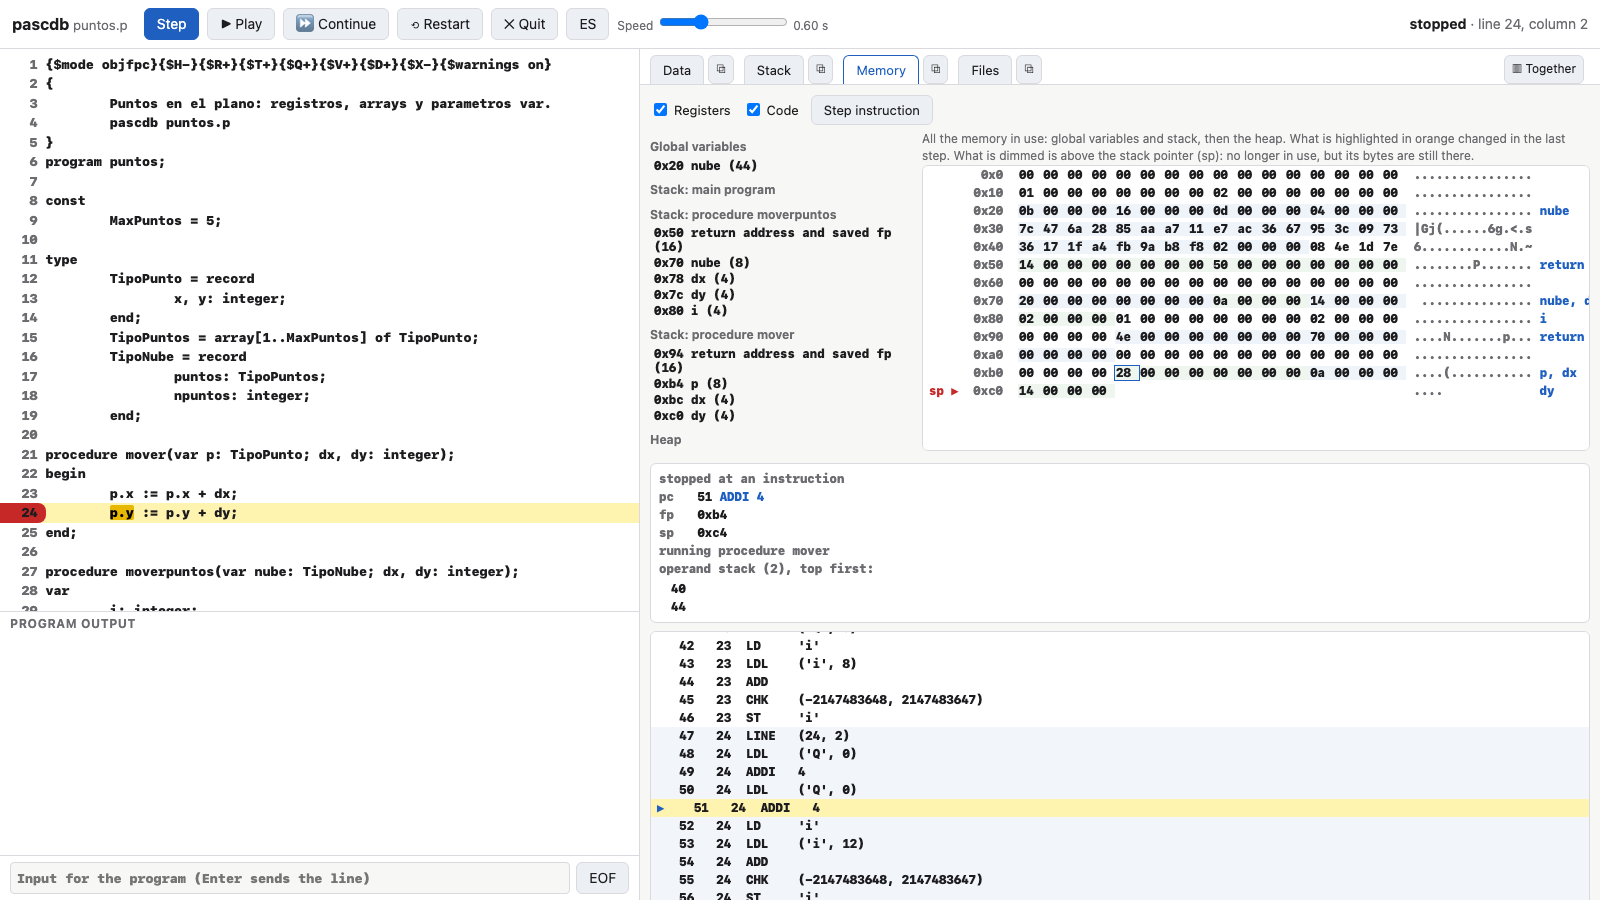 pascdb puntos.p Step ▶ Play ⏩ Continue ⟲ Restart ✕ Quit ES Speed 0.60 s stopped · line 24, column 2
1 {$mode objfpc}{$H-}{$R+}{$T+}{$Q+}{$V+}{$D+}{$X-}{$warnings on}
2 {
3 Puntos en el plano: registros, arrays y parametros var.
4 pascdb puntos.p
5 }
6 program puntos;
7
8 const
9 MaxPuntos = 5;
10
11 type
12 TipoPunto = record
13 x, y: integer;
14 end;
15 TipoPuntos = array[1..MaxPuntos] of TipoPunto;
16 TipoNube = record
17 puntos: TipoPuntos;
18 npuntos: integer;
19 end;
20
21 procedure mover(var p: TipoPunto; dx, dy: integer);
22 begin
23 p.x := p.x + dx;
24 p.y := p.y + dy;
25 end;
26
27 procedure moverpuntos(var nube: TipoNube; dx, dy: integer);
28 var
29 i: integer;
PROGRAM OUTPUT
Input for the program (Enter sends the line) EOF
Data Stack Memory Files Together
Registers Code Step instruction
Global variables
0x20 nube (44)
Stack: main program
Stack: procedure moverpuntos
0x50 return address and saved fp
(16)
0x70 nube (8)
0x78 dx (4)
0x7c dy (4)
0x80 i (4)
Stack: procedure mover
0x94 return address and saved fp
(16)
0xb4 p (8)
0xbc dx (4)
0xc0 dy (4)
Heap
All the memory in use: global variables and stack, then the heap. What is highlighted in orange changed in the last
step. What is dimmed is above the stack pointer (sp): no longer in use, but its bytes are still there.
0x0 00 00 00 00 00 00 00 00 00 00 00 00 00 00 00 00 ................
0x10 01 00 00 00 00 00 00 00 02 00 00 00 00 00 00 00 ................
0x20 0b 00 00 00 16 00 00 00 0d 00 00 00 04 00 00 00 ................ nube
0x30 7c 47 6a 28 85 aa a7 11 e7 ac 36 67 95 3c 09 73 |Gj(......6g.<.s
0x40 36 17 1f a4 fb 9a b8 f8 02 00 00 00 08 4e 1d 7e 6............N.~
0x50 14 00 00 00 00 00 00 00 50 00 00 00 00 00 00 00 ........P....... return
0x60 00 00 00 00 00 00 00 00 00 00 00 00 00 00 00 00 ................
0x70 20 00 00 00 00 00 00 00 0a 00 00 00 14 00 00 00 ............... nube, d
0x80 02 00 00 00 01 00 00 00 00 00 00 00 02 00 00 00 ................ i
0x90 00 00 00 00 4e 00 00 00 00 00 00 00 70 00 00 00 ....N.......p... return
0xa0 00 00 00 00 00 00 00 00 00 00 00 00 00 00 00 00 ................
0xb0 00 00 00 00 28 00 00 00 00 00 00 00 0a 00 00 00 ....(........... p, dx
sp ▶ 0xc0 14 00 00 00 .... dy
stopped at an instruction
pc 51 ADDI 4
fp 0xb4
sp 0xc4
running procedure mover
operand stack (2), top first:
40
44
42 23 LD 'i'
43 23 LDL ('i', 8)
44 23 ADD
45 23 CHK (-2147483648, 2147483647)
46 23 ST 'i'
47 24 LINE (24, 2)
48 24 LDL ('Q', 0)
49 24 ADDI 4
50 24 LDL ('Q', 0)
▶ 51 24 ADDI 4
52 24 LD 'i'
53 24 LDL ('i', 12)
54 24 ADD
55 24 CHK (-2147483648, 2147483647)
56 24 ST 'i'